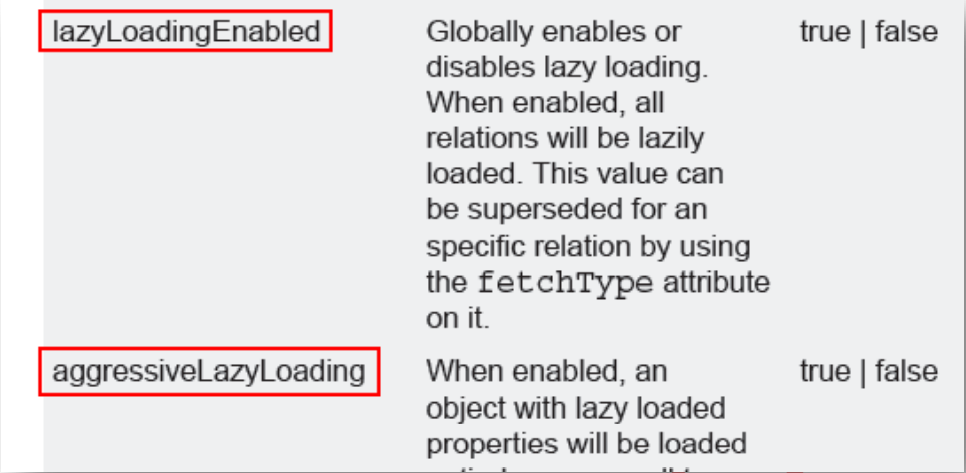 lazyLoadingEnabled
Globally enables or
disables lazy loading.
When enabled, all
relations will be lazily
loaded. This value can
be superseded for an
specific relation by using
the fetchType attribute
on it.
true | false
aggressiveLazyLoading
When enabled, an
object with lazy loaded
properties will be loaded
true | false